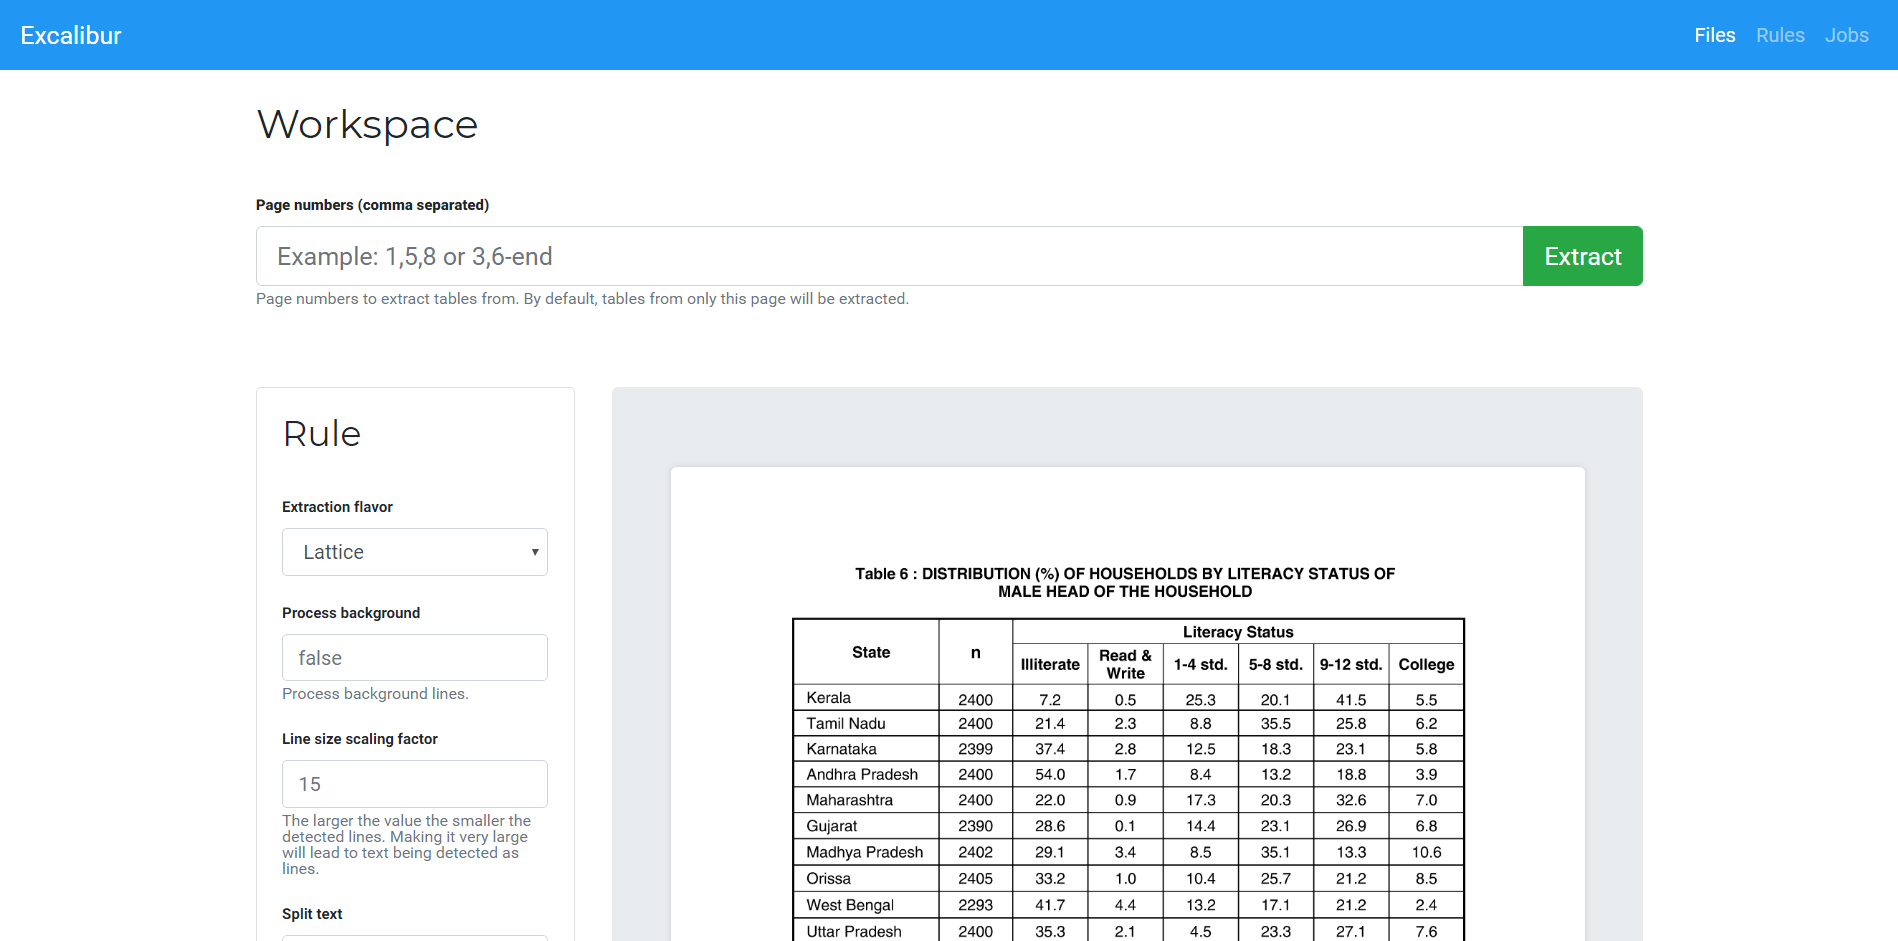 Excalibur
Files Rules Jobs
Workspace
Page numbers (comma separated)
Example: 1,5,8 or 3,6-end
Extract
Page numbers to extract tables from. By default, tables from only this page will be extracted.
Rule
Extraction flavor
Lattice
Process background
false
Process background lines.
Line size scaling factor
15
The larger the value the smaller the
detected lines. Making it very large
will lead to text being detected as
lines.
Split text
Table 6 : DISTRIBUTION (%) OF HOUSEHOLDS BY LITERACY STATUS OF
MALE HEAD OF THE HOUSEHOLD
State n Literacy Status
Illiterate Read & Write 1-4 std. 5-8 std. 9-12 std. College
Kerala 2400 7.2 0.5 25.3 20.1 41.5 5.5
Tamil Nadu 2400 21.4 2.3 8.8 35.5 25.8 6.2
Karnataka 2399 37.4 2.8 12.5 18.3 23.1 5.8
Andhra Pradesh 2400 54.0 1.7 8.4 13.2 18.8 3.9
Maharashtra 2400 22.0 0.9 17.3 20.3 32.6 7.0
Gujarat 2390 28.6 0.1 14.4 23.1 26.9 6.8
Madhya Pradesh 2402 29.1 3.4 8.5 35.1 13.3 10.6
Orissa 2405 33.2 1.0 10.4 25.7 21.2 8.5
West Bengal 2293 41.7 4.4 13.2 17.1 21.2 2.4
Uttar Pradesh 2400 35.3 2.1 4.5 23.3 27.1 7.6